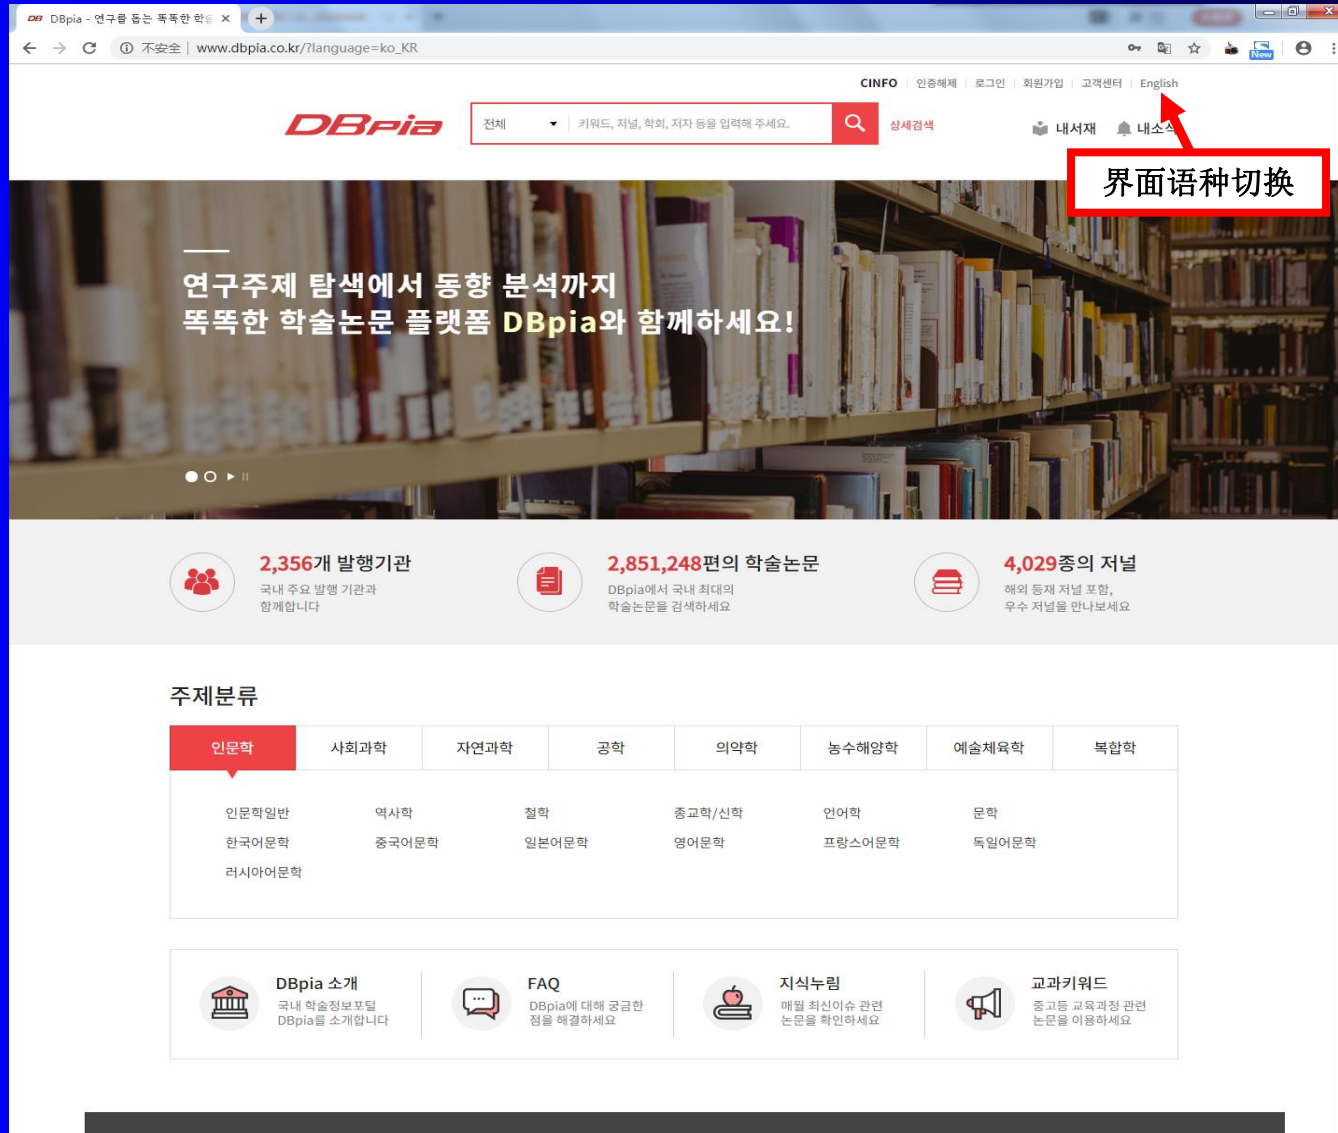 DBpia - 연구를 돕는 똑똑한 학술
不安全 | www.dbpia.co.kr/?language=ko_KR
New
CINFO | 인증해제 | 로그인 | 회원가입 | 고객센터 | English
DBpia
전체
키워드, 저널, 학회, 저자 등을 입력해 주세요.
상세검색
내서재
내소식
界面语种切换
연구주제 탐색에서 동향 분석까지
똑똑한 학술논문 플랫폼 DBpia와 함께하세요!
2,356개 발행기관
국내 주요 발행 기관과
함께합니다
2,851,248편의 학술논문
DBpia에서 국내 최대의
학술논문을 검색하세요
4,029종의 저널
해외 등재 저널 포함,
우수 저널을 만나보세요
주제분류
인문학 사회과학 자연과학 공학 의약학 농수해양학 예술체육학 복합학
인문학일반 역사학 철학 종교학/신학 언어학 문학
한국어문학 중국어문학 일본어문학 영어문학 프랑스어문학 독일어문학
러시아어문학
DBpia 소개
국내 학술정보포털
DBpia를 소개합니다
FAQ
DBpia에 대해 궁금한
점을 해결하세요
지식누림
매월 최신이슈 관련
논문을 확인하세요
교과키워드
중고등 교육과정 관련
논문을 이용하세요